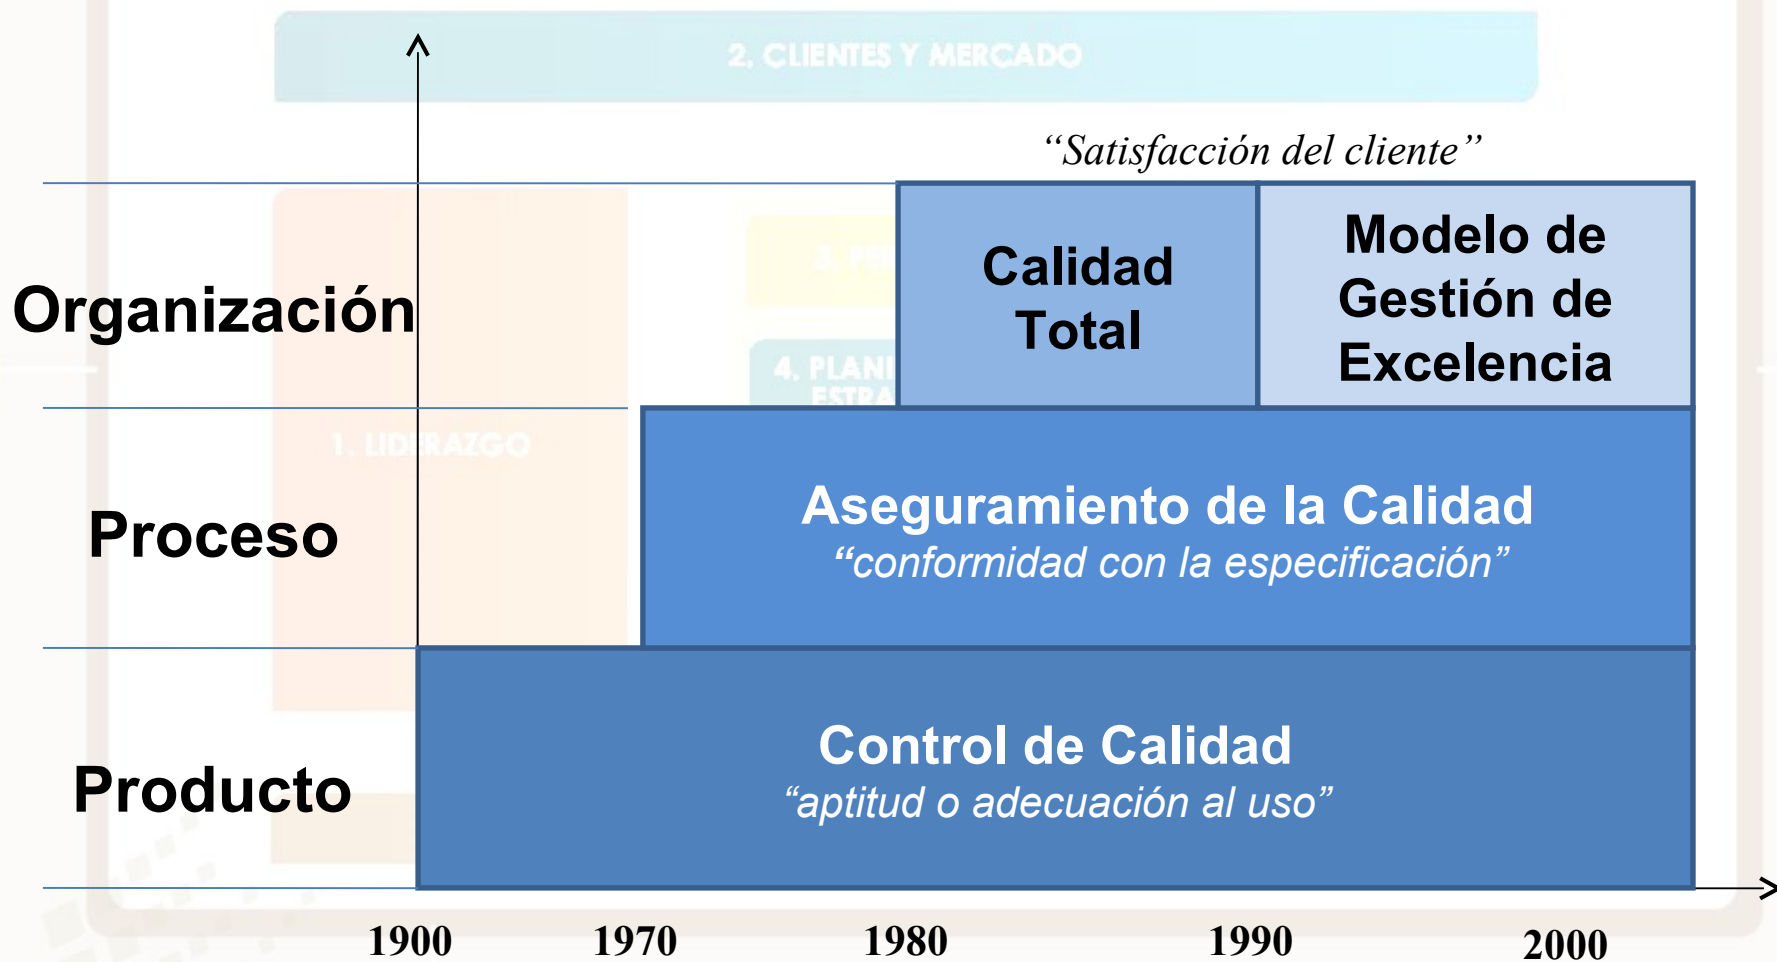 2. CLIENTES Y MERCADO
“Satisfacción del cliente”
Organización
Calidad
Total
Modelo de
Gestión de
Excelencia
4. PLANI
ESTRA
1. LIDERAZGO
Proceso
Aseguramiento de la Calidad
“conformidad con la especificación”
Producto
Control de Calidad
“aptitud o adecuación al uso”
1900 1970 1980 1990 2000